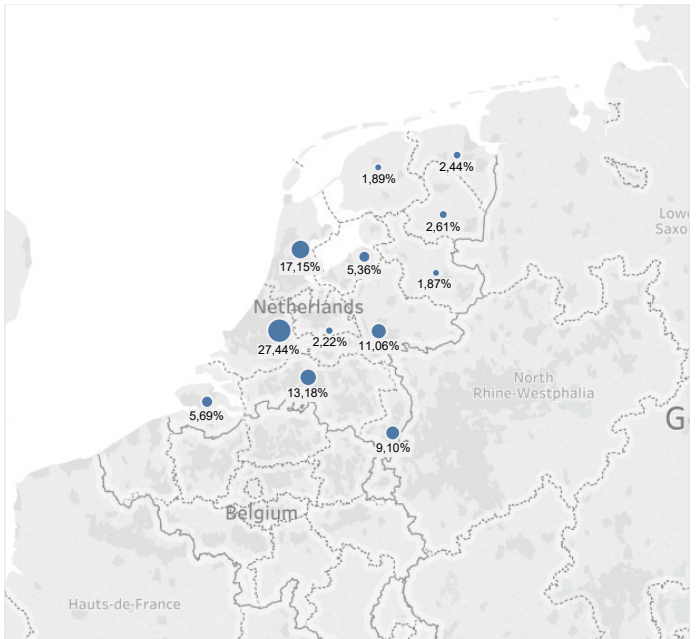 2,44%
1,89%
2,61%
Lowe
Saxo
17,15%
5,36%
1,87%
Netherlands
27,44%
2,22%
11,06%
13,18%
North
Rhine-Westphalia
5,69%
G
9,10%
Belgium
Hauts-de-France